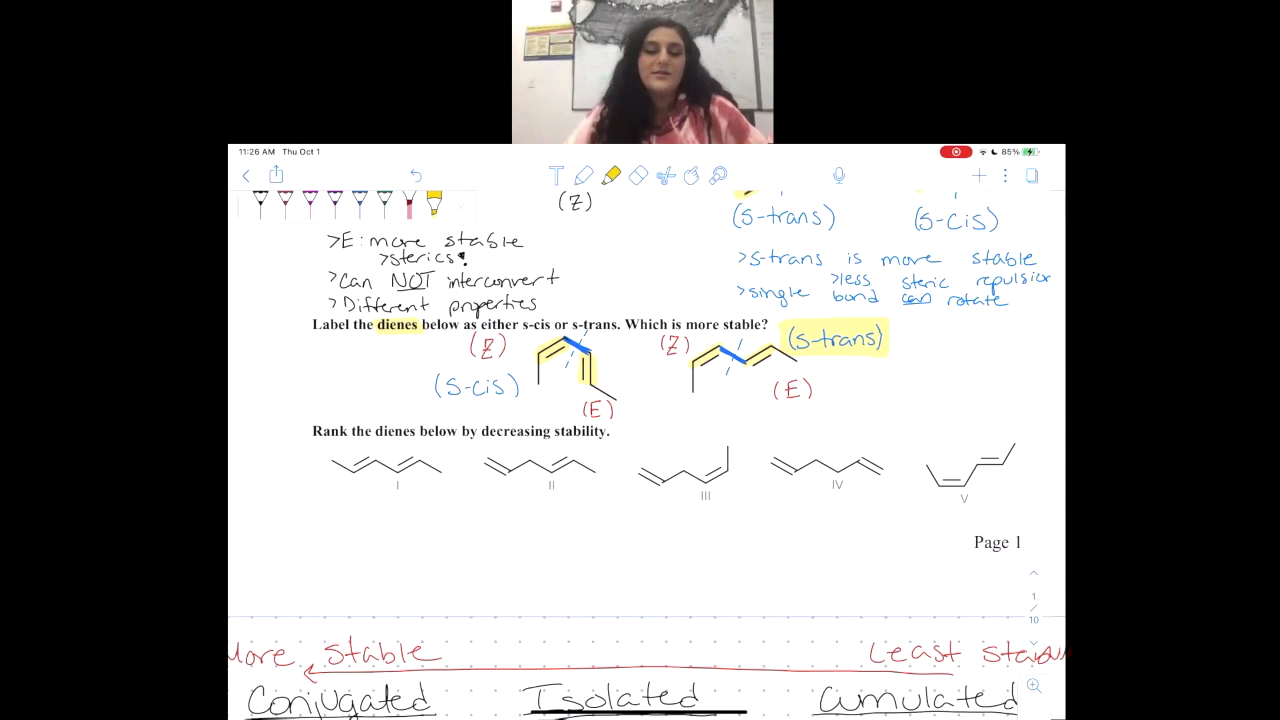 11:26 AM Thu Oct 1
85%
(Z)
(s-trans)
(s-cis)
>E: more stable
>sterics!
>Can NOT interconvert
>Different properties
>s-trans is more stable
>less steric repulsion
>single bond can rotate
Label the dienes below as either s-cis or s-trans. Which is more stable?
(s-trans)
(Z)
(Z)
(s-cis)
(E)
(E)
Rank the dienes below by decreasing stability.
I
II
III
IV
V
Page 1
1
/
10
More stable
Least
Conjugated
Isolated
Cumulated